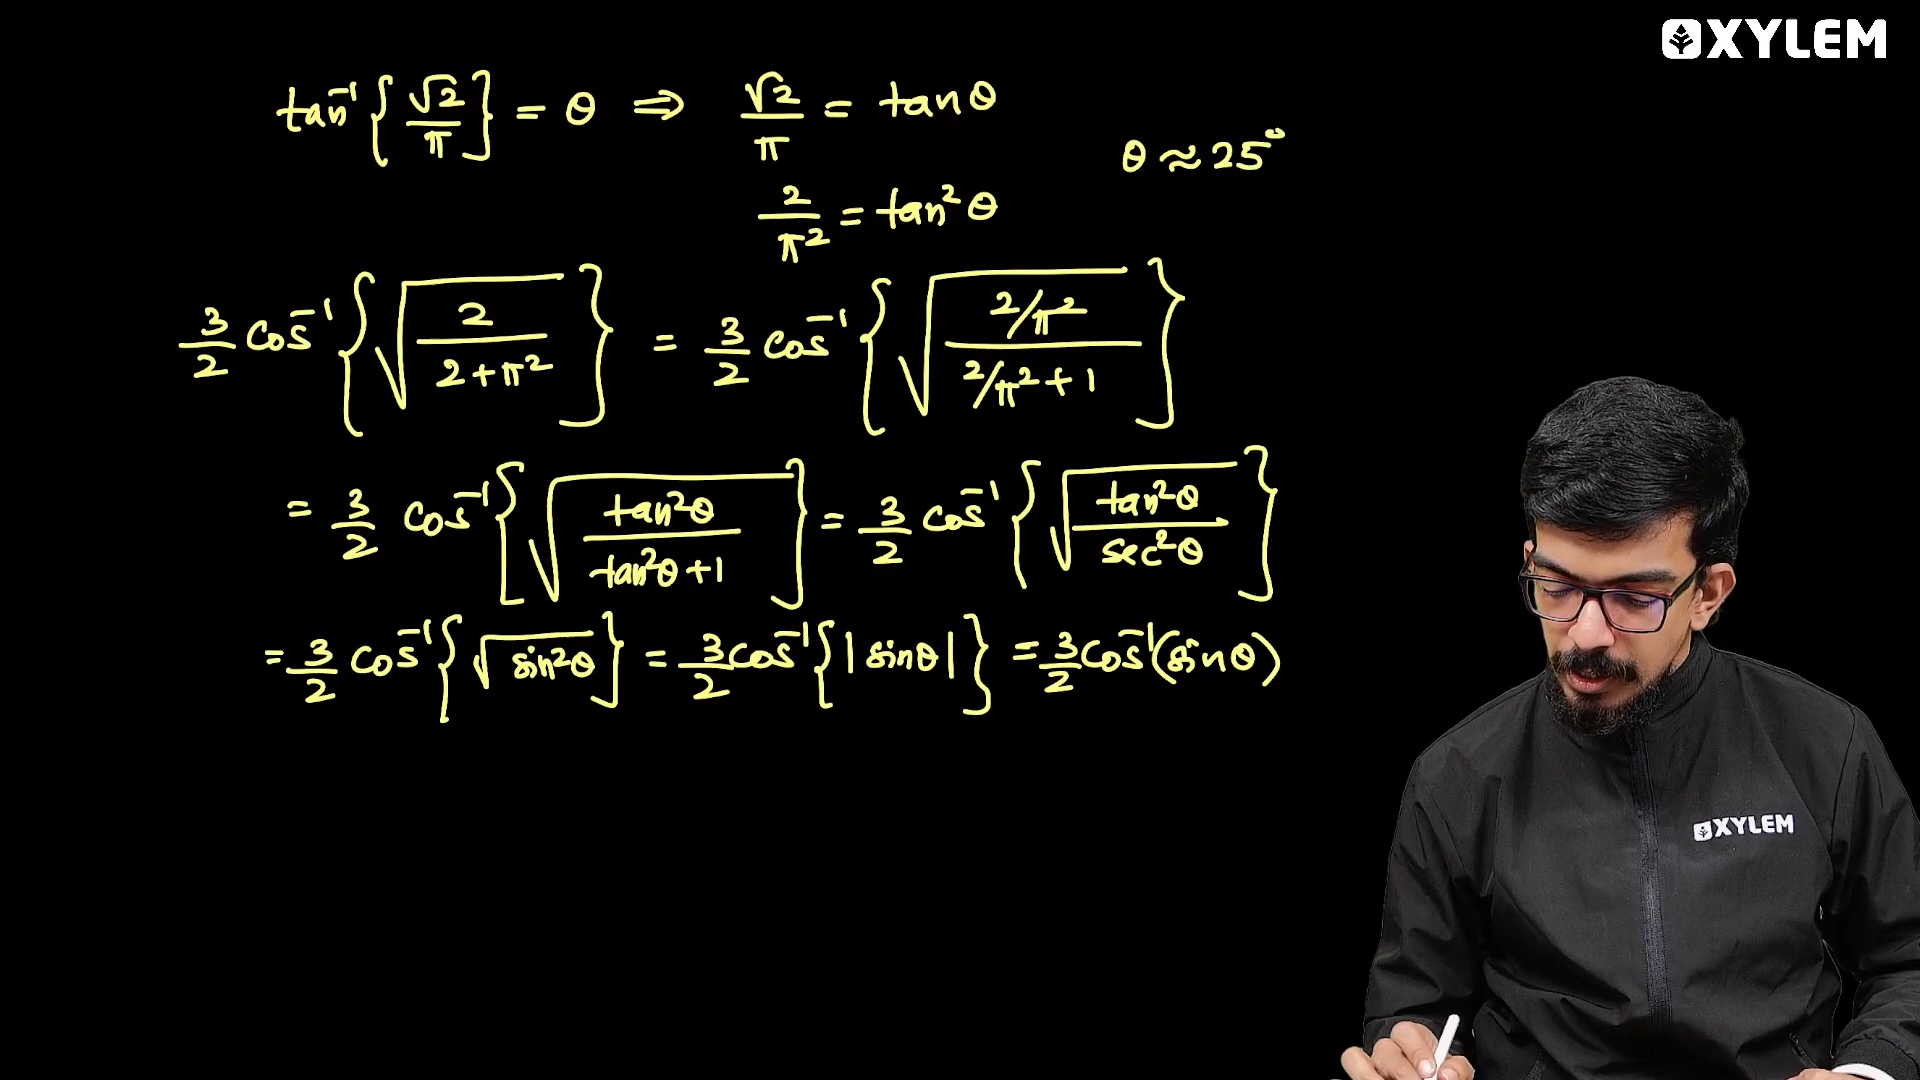 XYLEM
tan⁻¹{√2/π} = θ ⇒ √2/π = tanθ
θ ≈ 25°
2/π² = tan²θ
3/2 cos⁻¹{√(2/(2+π²))} = 3/2 cos⁻¹{√((2/π²)/(2/π²+1))}
= 3/2 cos⁻¹{√(tan²θ/(tan²θ+1))} = 3/2 cos⁻¹{√(tan²θ/sec²θ)}
= 3/2 cos⁻¹{√sin²θ} = 3/2 cos⁻¹{|sinθ|} = 3/2 cos⁻¹(sinθ)
XYLEM